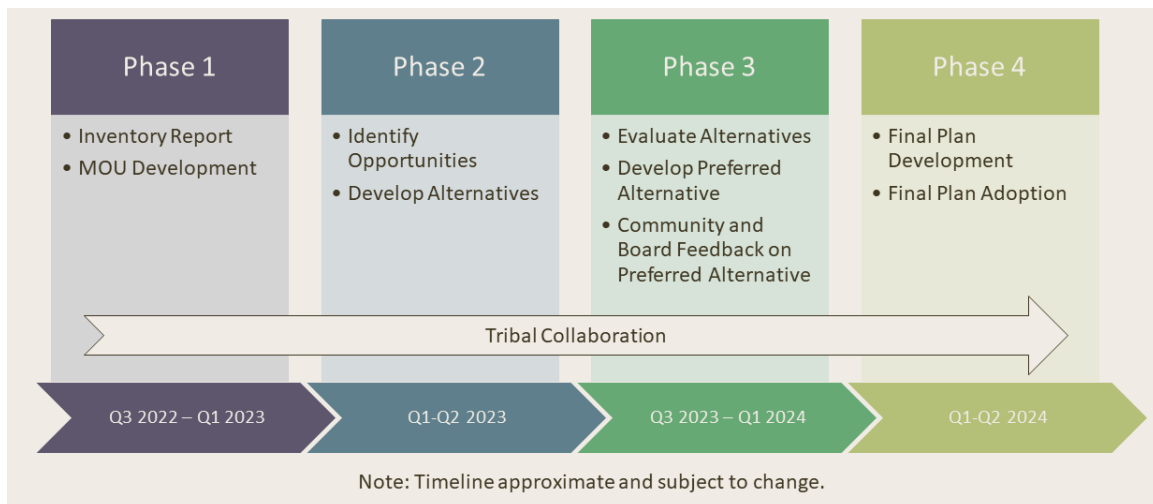 Phase 1
• Inventory Report
• MOU Development
Phase 2
• Identify
Opportunities
• Develop Alternatives
Phase 3
• Evaluate Alternatives
• Develop Preferred
Alternative
• Community and
Board Feedback on
Preferred Alternative
Phase 4
• Final Plan
Development
• Final Plan Adoption
Tribal Collaboration
Q3 2022 – Q1 2023
Q1-Q2 2023
Q3 2023 – Q1 2024
Q1-Q2 2024
Note: Timeline approximate and subject to change.